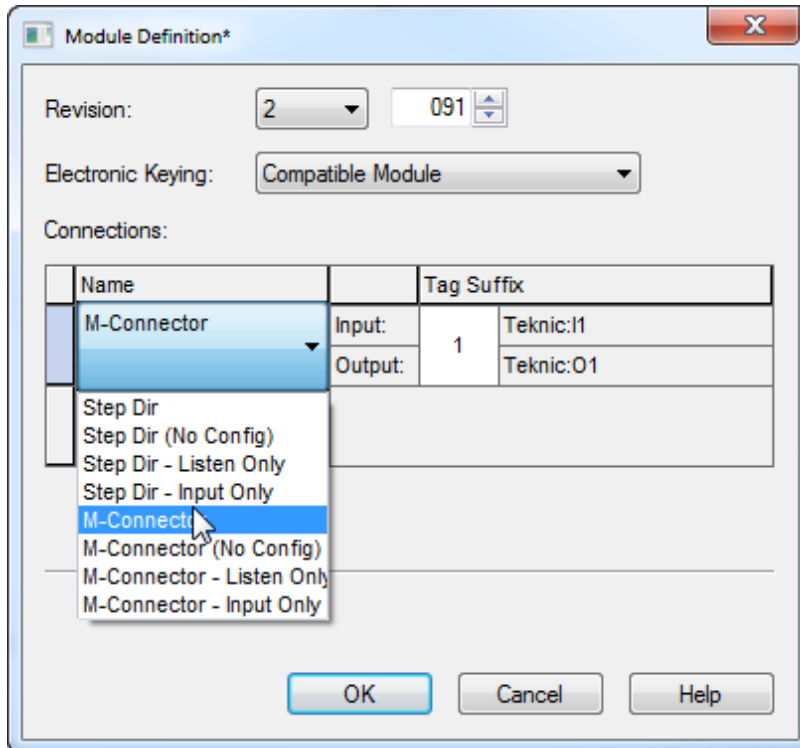 Module Definition*
Revision: 2 091
Electronic Keying: Compatible Module
Connections:
Name Tag Suffix
M-Connector Input: 1 Teknic:I1
Output: Teknic:O1
Step Dir
Step Dir (No Config)
Step Dir - Listen Only
Step Dir - Input Only
M-Connector
M-Connector (No Config)
M-Connector - Listen Only
M-Connector - Input Only
OK Cancel Help